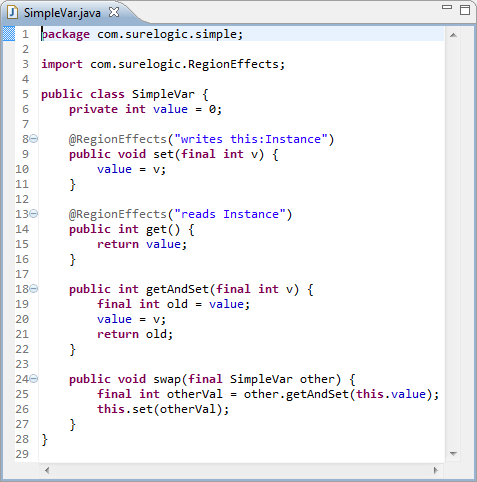 SimpleVar.java
1 package com.surelogic.simple;
2
3 import com.surelogic.RegionEffects;
4
5 public class SimpleVar {
6     private int value = 0;
7
8     @RegionEffects("writes this:Instance")
9     public void set(final int v) {
10         value = v;
11     }
12
13     @RegionEffects("reads Instance")
14     public int get() {
15         return value;
16     }
17
18     public int getAndSet(final int v) {
19         final int old = value;
20         value = v;
21         return old;
22     }
23
24     public void swap(final SimpleVar other) {
25         final int otherVal = other.getAndSet(this.value);
26         this.set(otherVal);
27     }
28 }
29